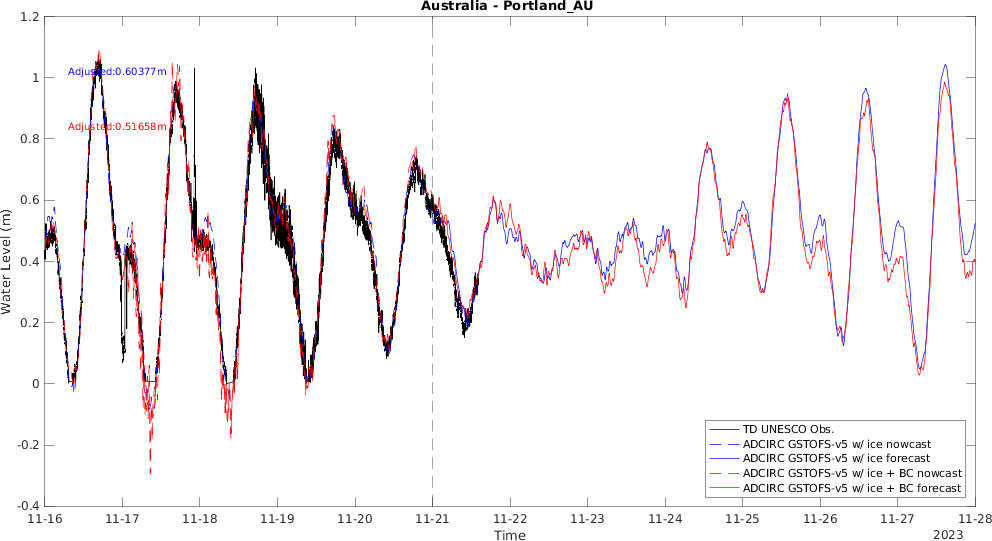 Australia - Portland_AU
1.2
1
0.8
0.6
0.4
0.2
0
-0.2
-0.4
Water Level (m)
Adjusted:0.60377m
Adjusted:0.51658m
TD UNESCO Obs.
ADCIRC GSTOFS-v5 w/ ice nowcast
ADCIRC GSTOFS-v5 w/ ice forecast
ADCIRC GSTOFS-v5 w/ ice + BC nowcast
ADCIRC GSTOFS-v5 w/ ice + BC forecast
11-16 11-17 11-18 11-19 11-20 11-21 11-22 11-23 11-24 11-25 11-26 11-27 11-28
Time
2023